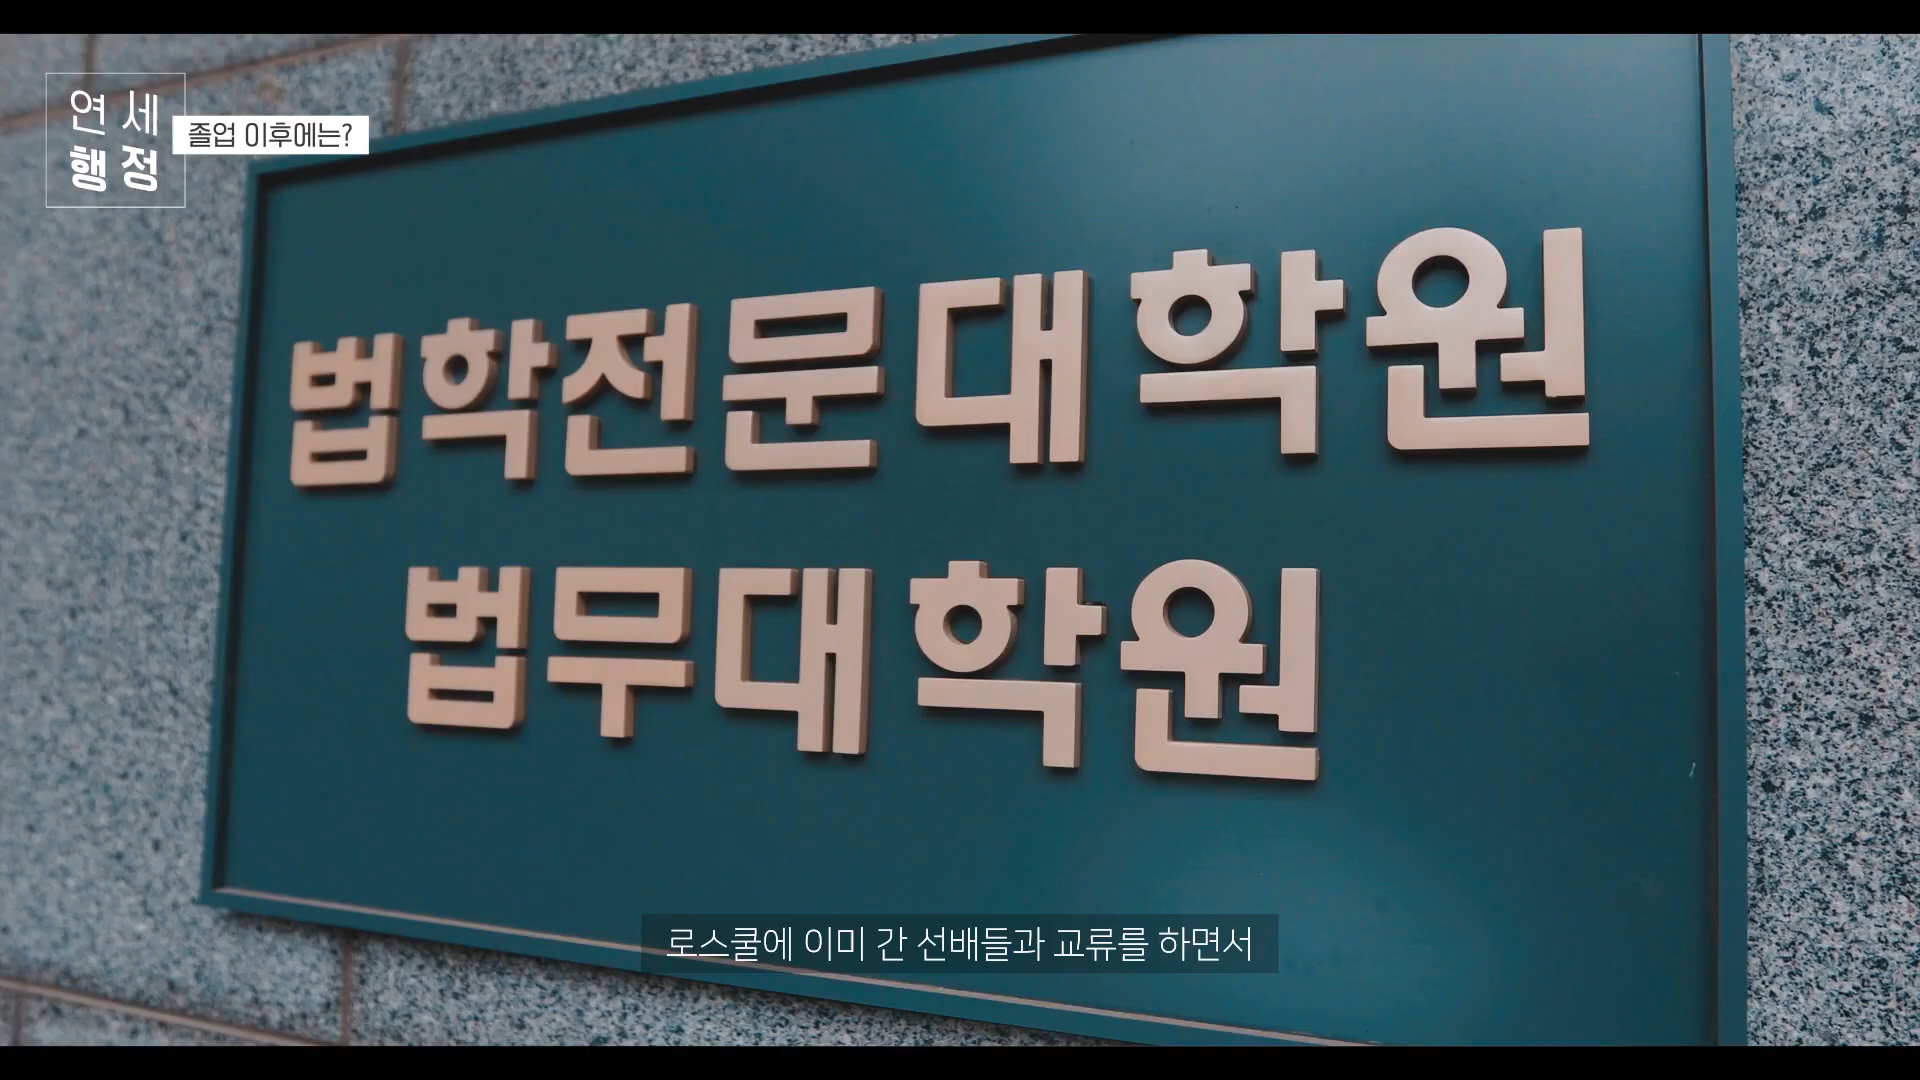 연세
행정
졸업 이후에는?
법학전문대학원
법무대학원
로스쿨에 이미 간 선배들과 교류를 하면서